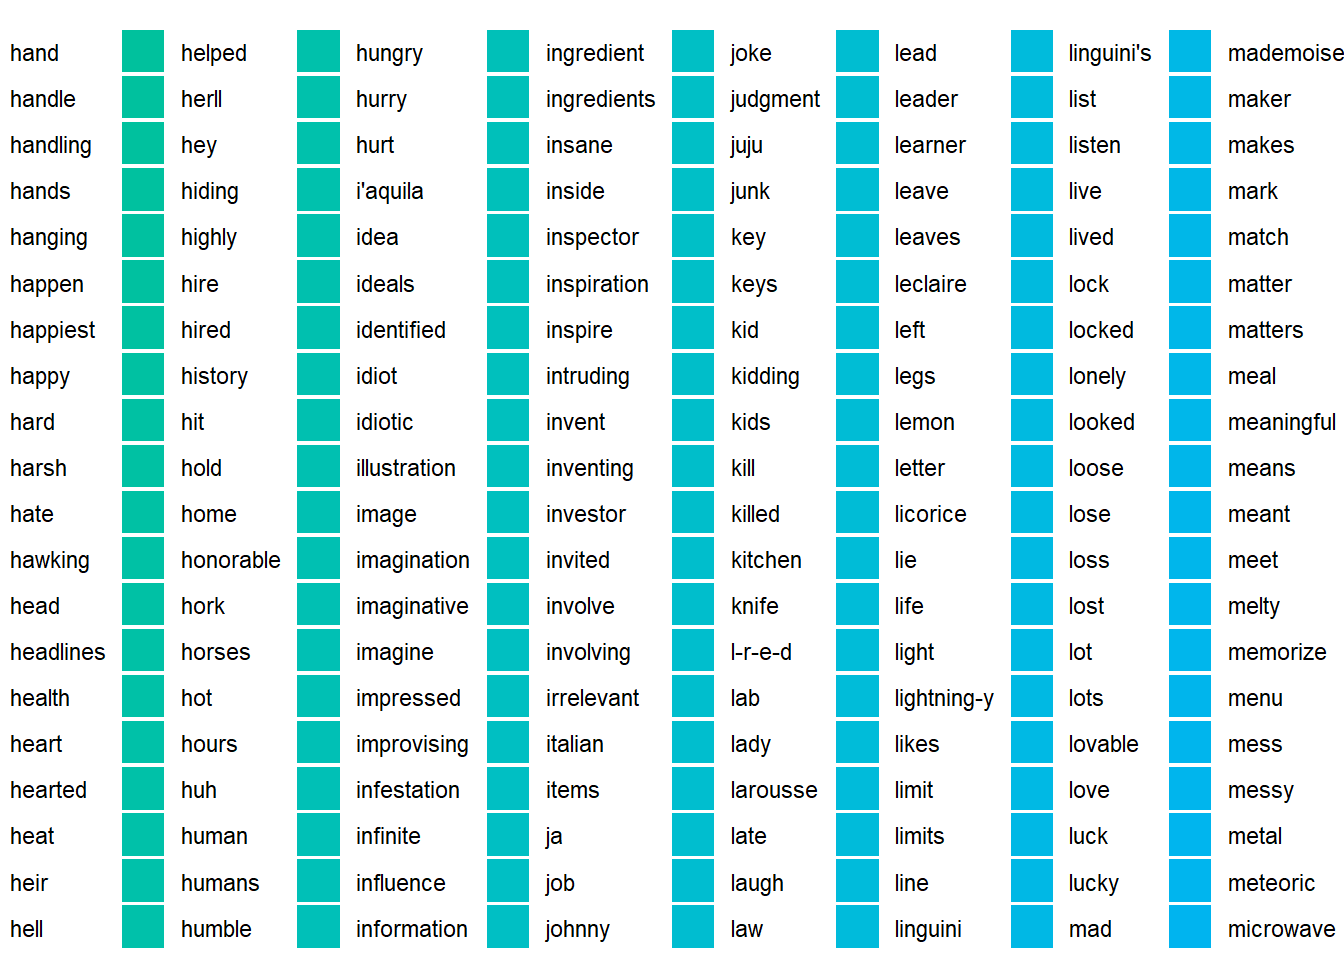 hand helped hungry ingredient joke lead linguini's mademoise
handle herll hurry ingredients judgment leader list maker
handling hey hurt insane juju learner listen makes
hands hiding i'aquila inside junk leave live mark
hanging highly idea inspector key leaves lived match
happen hire ideals inspiration keys leclaire lock matter
happiest hired identified inspire kid left locked matters
happy history idiot intruding kidding legs lonely meal
hard hit idiotic invent kids lemon looked meaningful
harsh hold illustration inventing kill letter loose means
hate home image investor killed licorice lose meant
hawking honorable imagination invited kitchen lie loss meet
head hork imaginative involve knife life lost melty
headlines horses imagine involving l-r-e-d light lot memorize
health hot impressed irrelevant lab lightning-y lots menu
heart hours improvising italian lady likes lovable mess
hearted huh infestation items larousse limit love messy
heat human infinite ja late limits luck metal
heir humans influence job laugh line lucky meteoric
hell humble information johnny law linguini mad microwave